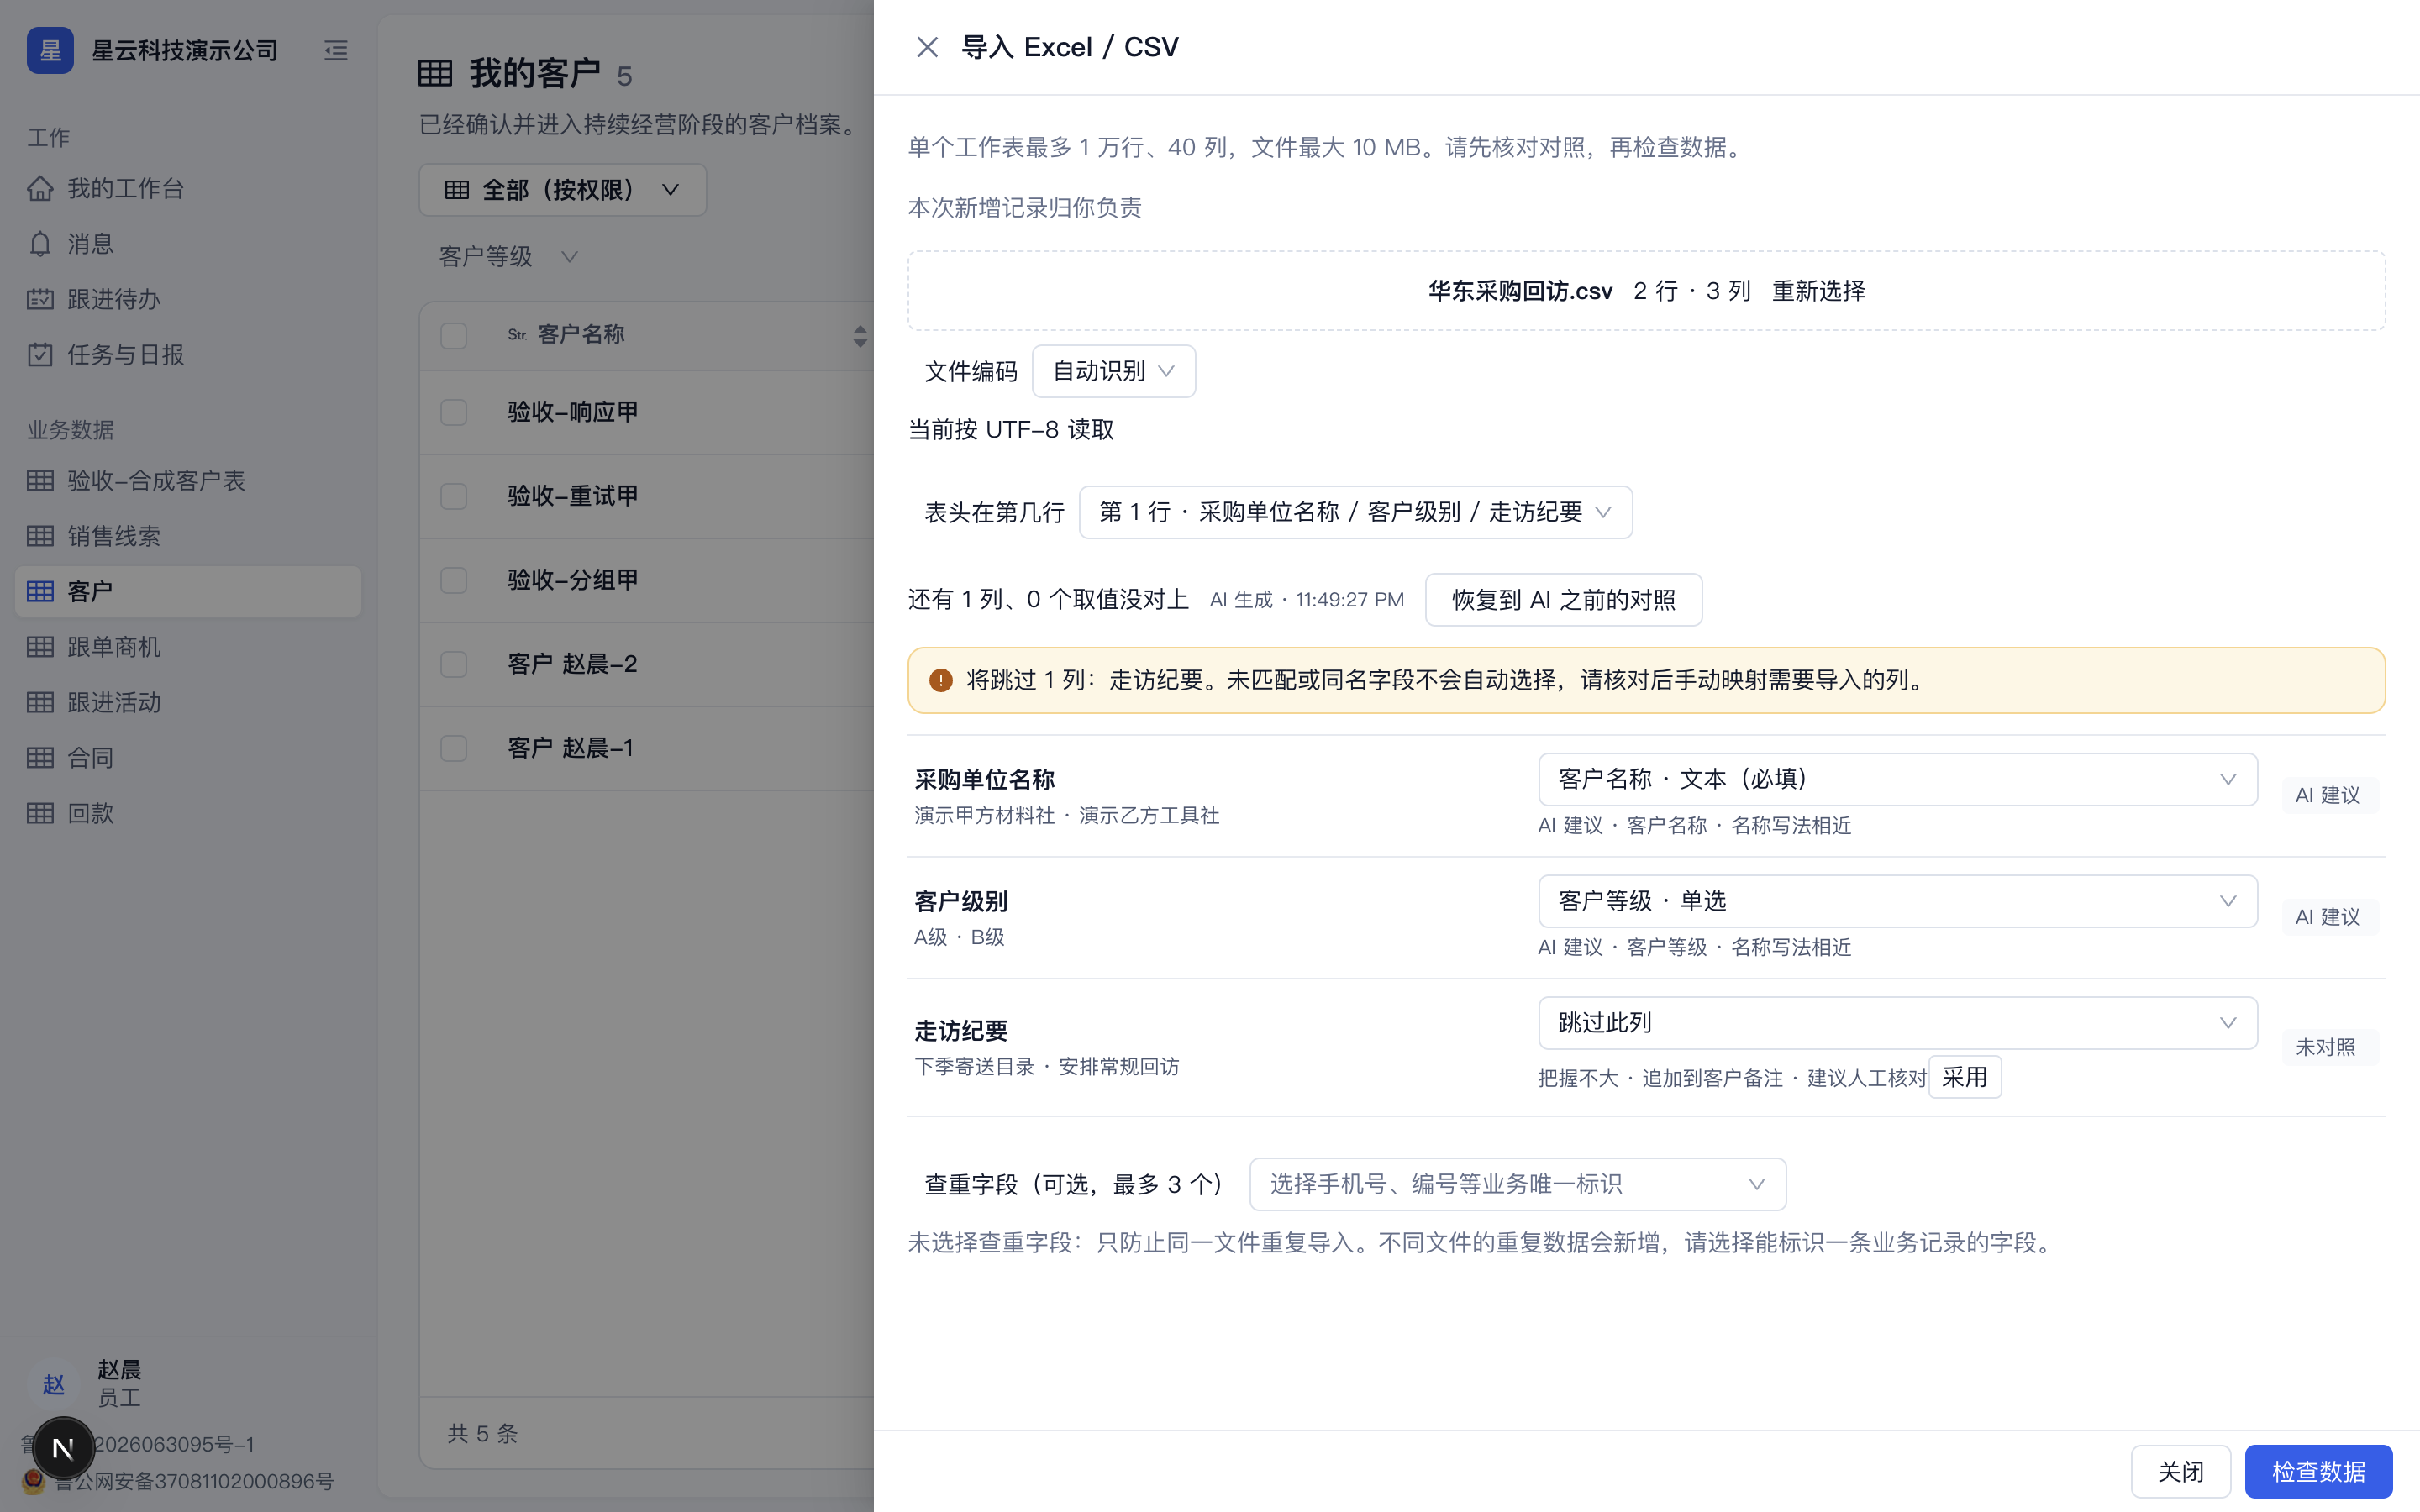 星 星云科技演示公司
工作
我的工作台
消息
跟进待办
任务与日报
业务数据
验收-合成客户表
销售线索
客户
跟单商机
跟进活动
合同
回款
赵 赵晨
员工
2026063095号-1
公网安备37081102000896号
N
我的客户 5
已经确认并进入持续经营阶段的客户档案。
全部（按权限）
客户等级
Str. 客户名称
验收-响应甲
验收-重试甲
验收-分组甲
客户 赵晨-2
客户 赵晨-1
共 5 条
导入 Excel / CSV
单个工作表最多 1 万行、40 列，文件最大 10 MB。请先核对对照，再检查数据。
本次新增记录归你负责
华东采购回访.csv 2 行 · 3 列 重新选择
文件编码 自动识别
当前按 UTF-8 读取
表头在第几行 第 1 行 · 采购单位名称 / 客户级别 / 走访纪要
还有 1 列、0 个取值没对上 AI 生成 · 11:49:27 PM 恢复到 AI 之前的对照
将跳过 1 列：走访纪要。未匹配或同名字段不会自动选择，请核对后手动映射需要导入的列。
采购单位名称
演示甲方材料社 · 演示乙方工具社
客户名称 · 文本（必填）
AI 建议 · 客户名称 · 名称写法相近
AI 建议
客户级别
A级 · B级
客户等级 · 单选
AI 建议 · 客户等级 · 名称写法相近
AI 建议
走访纪要
下季寄送目录 · 安排常规回访
跳过此列
把握不大 · 追加到客户备注 · 建议人工核对 采用
未对照
查重字段（可选，最多 3 个） 选择手机号、编号等业务唯一标识
未选择查重字段：只防止同一文件重复导入。不同文件的重复数据会新增，请选择能标识一条业务记录的字段。
关闭 检查数据